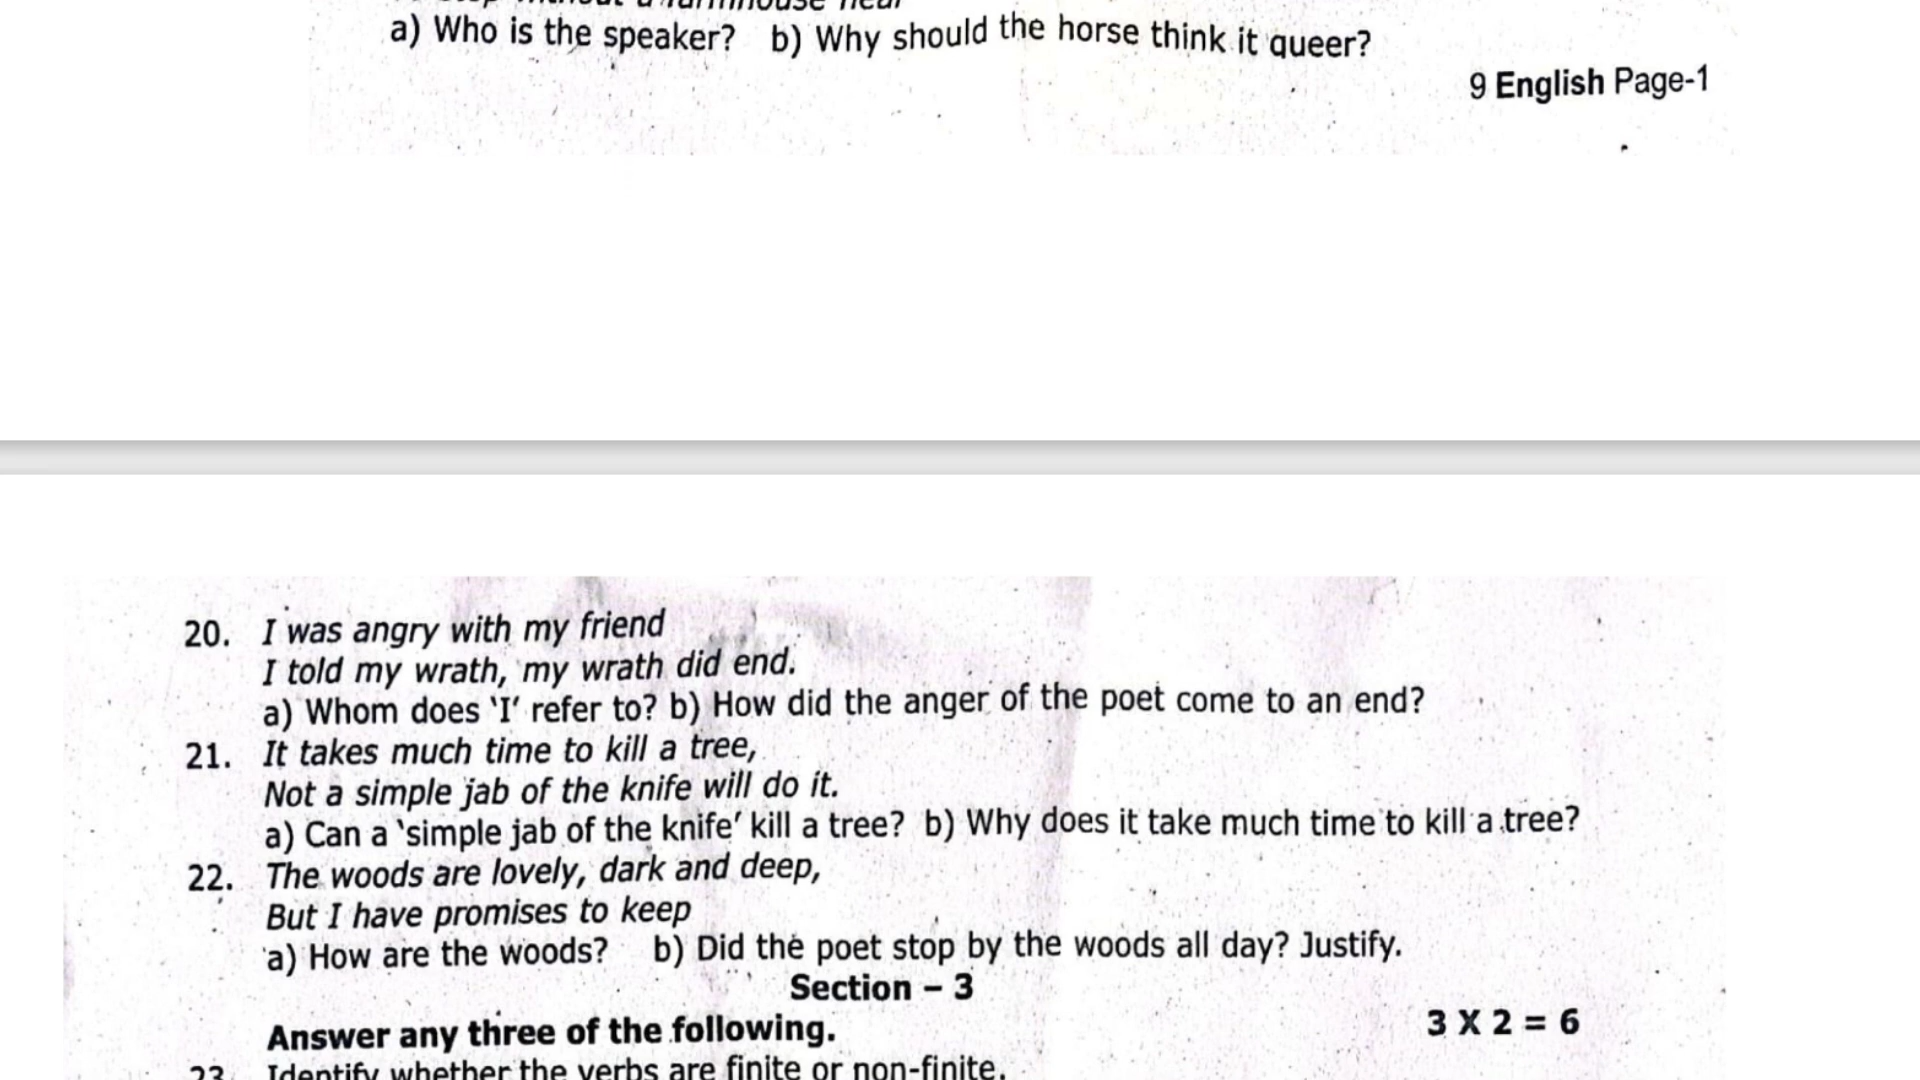 a) Who is the speaker? b) Why should the horse think it queer?
9 English Page-1
20. I was angry with my friend
I told my wrath, my wrath did end.
a) Whom does ‘I’ refer to? b) How did the anger of the poet come to an end?
21. It takes much time to kill a tree,
Not a simple jab of the knife will do it.
a) Can a ‘simple jab of the knife’ kill a tree? b) Why does it take much time to kill a tree?
22. The woods are lovely, dark and deep,
But I have promises to keep
a) How are the woods? b) Did the poet stop by the woods all day? Justify.
Section – 3
Answer any three of the following. 3 X 2 = 6
23. Identify whether the verbs are finite or non-finite.